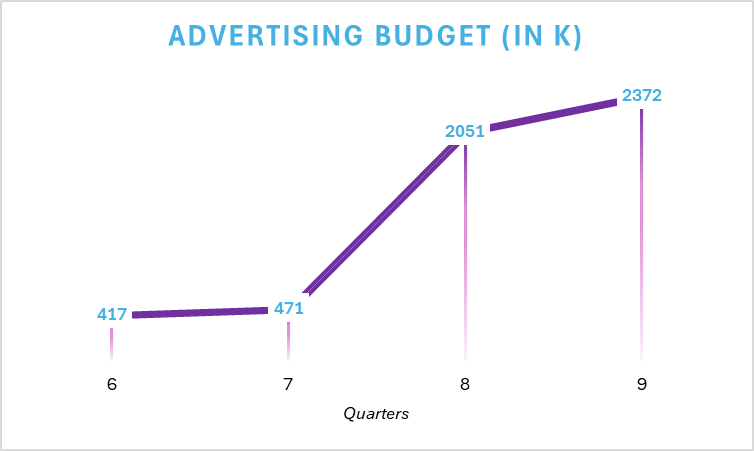 ADVERTISING BUDGET (IN K)
2372
2051
471
417
6 7 8 9
Quarters